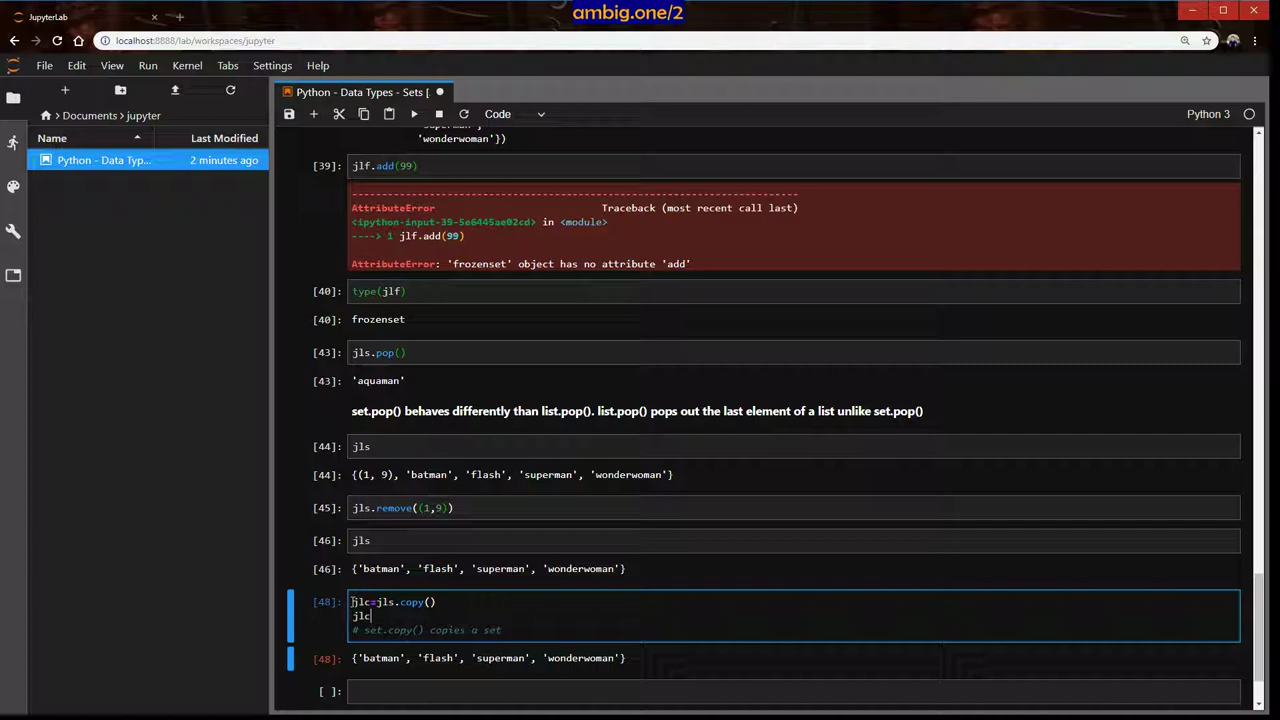 ambig.one/2
JupyterLab
localhost:8888/lab/workspaces/jupyter
File Edit View Run Kernel Tabs Settings Help
Python - Data Types - Sets [
Documents jupyter
Code
Python 3
Name Last Modified
Python - Data Typ... 2 minutes ago
'wonderwoman'})
[39]: jlf.add(99)
---------------------------------------------------------------------------
AttributeError Traceback (most recent call last)
<ipython-input-39-5e6445ae02cd> in <module>
----> 1 jlf.add(99)
AttributeError: 'frozenset' object has no attribute 'add'
[40]: type(jlf)
[40]: frozenset
[43]: jls.pop()
[43]: 'aquaman'
set.pop() behaves differently than list.pop(). list.pop() pops out the last element of a list unlike set.pop()
[44]: jls
[44]: {(1, 9), 'batman', 'flash', 'superman', 'wonderwoman'}
[45]: jls.remove((1,9))
[46]: jls
[46]: {'batman', 'flash', 'superman', 'wonderwoman'}
[48]: jlc=jls.copy()
jlc
# set.copy() copies a set
[48]: {'batman', 'flash', 'superman', 'wonderwoman'}
[ ]: